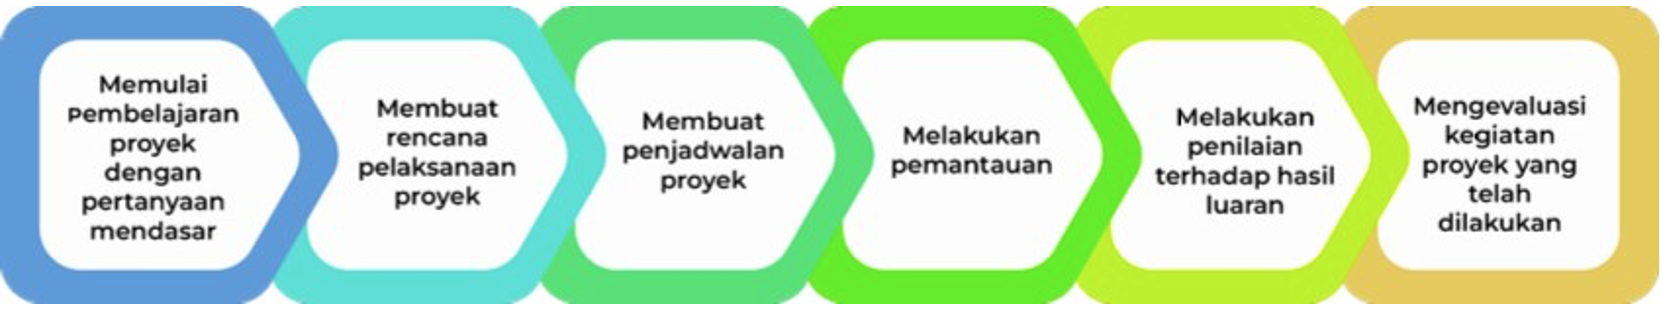 Memulai
Pembelajaran
proyek
dengan
pertanyaan
mendasar
Membuat
rencana
pelaksanaan
proyek
Membuat
penjadwalan
proyek
Melakukan
pemantauan
Melakukan
penilaian
terhadap hasil
luaran
Mengevaluasi
kegiatan
proyek yang
telah
dilakukan